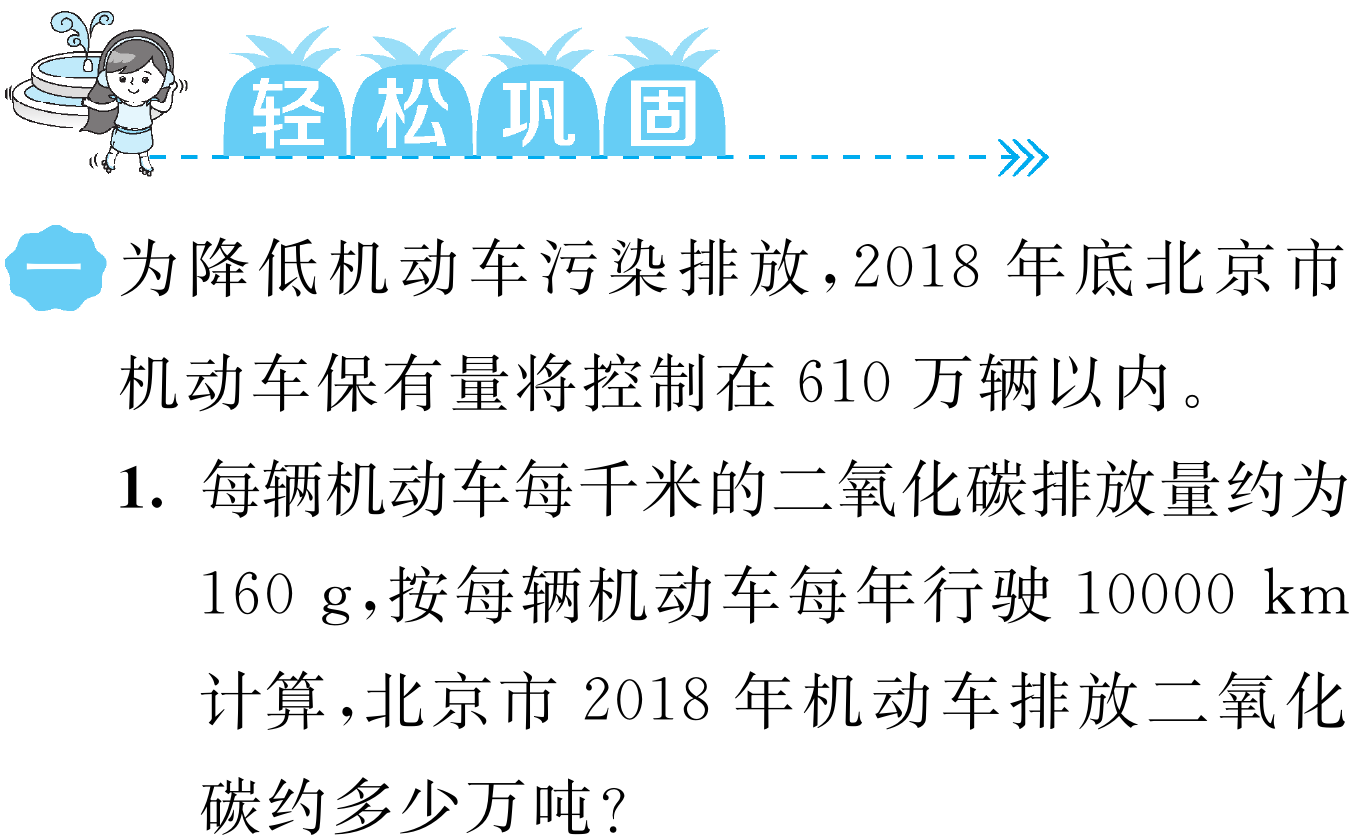 轻松巩固
一 为降低机动车污染排放,2018 年底北京市
机动车保有量将控制在 610 万辆以内。
1. 每辆机动车每千米的二氧化碳排放量约为
160 g,按每辆机动车每年行驶 10000 km
计算,北京市 2018 年机动车排放二氧化
碳约多少万吨?